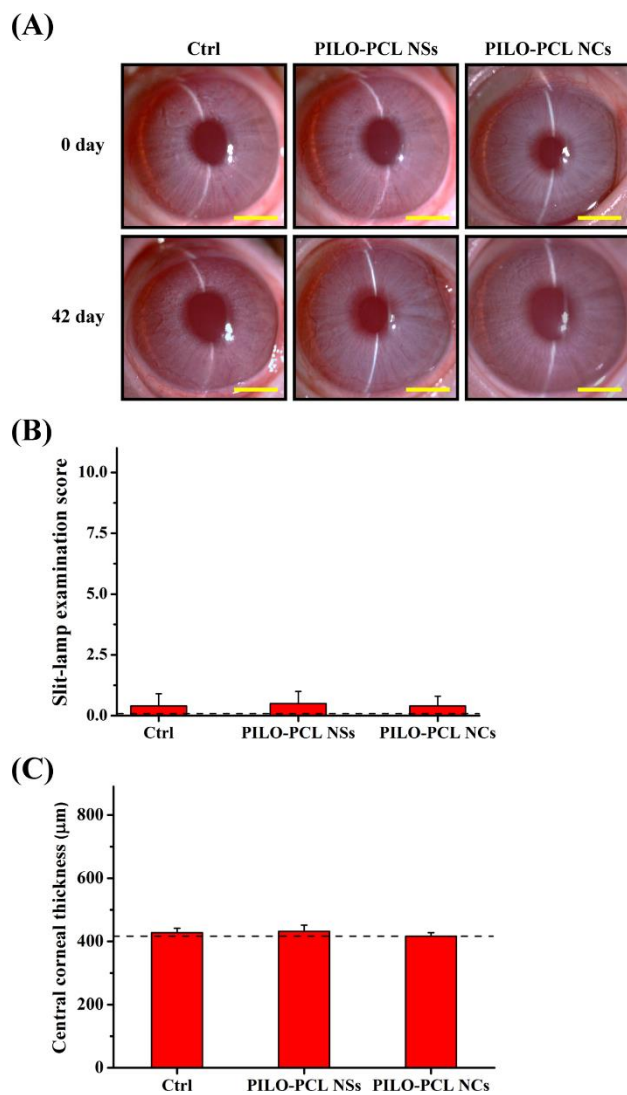 (A)
Ctrl PILO-PCL NSs PILO-PCL NCs
0 day
42 day
(B)
Slit-lamp examination score
10.0
7.5
5.0
2.5
0.0
Ctrl PILO-PCL NSs PILO-PCL NCs
(C)
Central corneal thickness (μm)
800
600
400
200
0
Ctrl PILO-PCL NSs PILO-PCL NCs